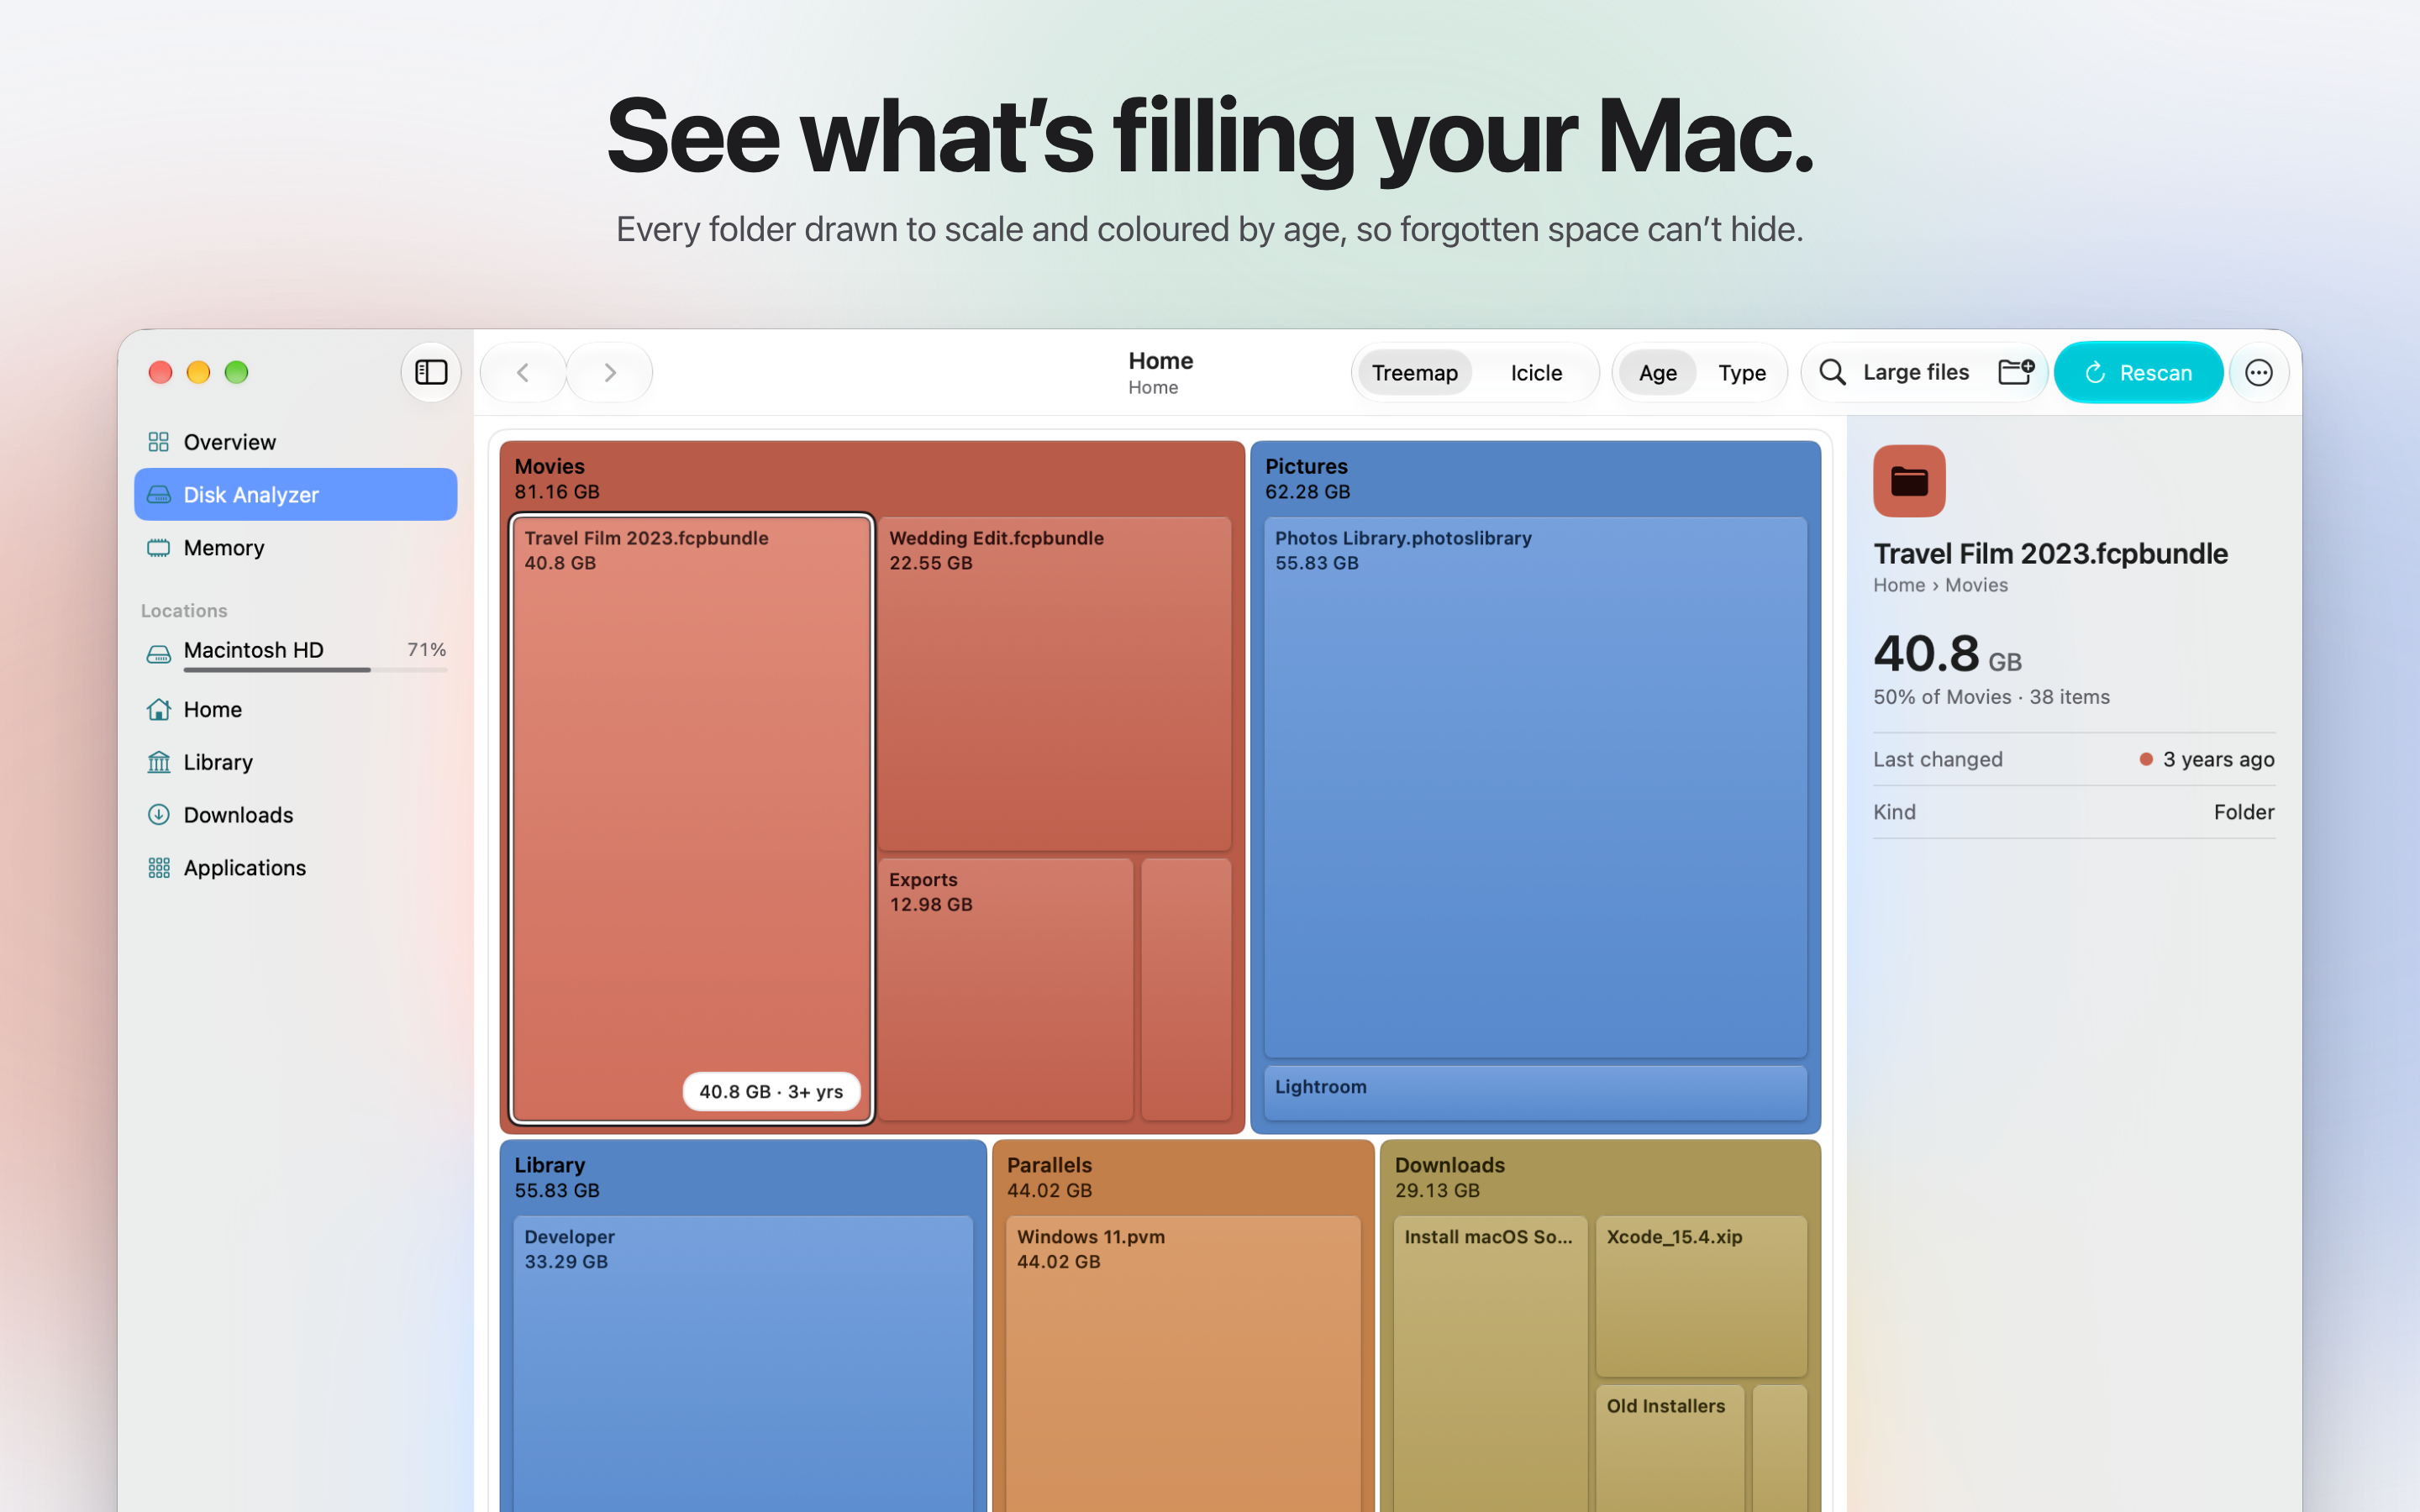 See what’s filling your Mac.
Every folder drawn to scale and coloured by age, so forgotten space can’t hide.
Home
Home
Treemap
Icicle
Age
Type
Large files
Rescan
Overview
Disk Analyzer
Memory
Locations
Macintosh HD
71%
Home
Library
Downloads
Applications
Movies
81.16 GB
Travel Film 2023.fcpbundle
40.8 GB
40.8 GB · 3+ yrs
Wedding Edit.fcpbundle
22.55 GB
Exports
12.98 GB
Pictures
62.28 GB
Photos Library.photoslibrary
55.83 GB
Lightroom
Library
55.83 GB
Developer
33.29 GB
Parallels
44.02 GB
Windows 11.pvm
44.02 GB
Downloads
29.13 GB
Install macOS So...
Xcode_15.4.xip
Old Installers
Travel Film 2023.fcpbundle
Home › Movies
40.8 GB
50% of Movies · 38 items
Last changed
3 years ago
Kind
Folder